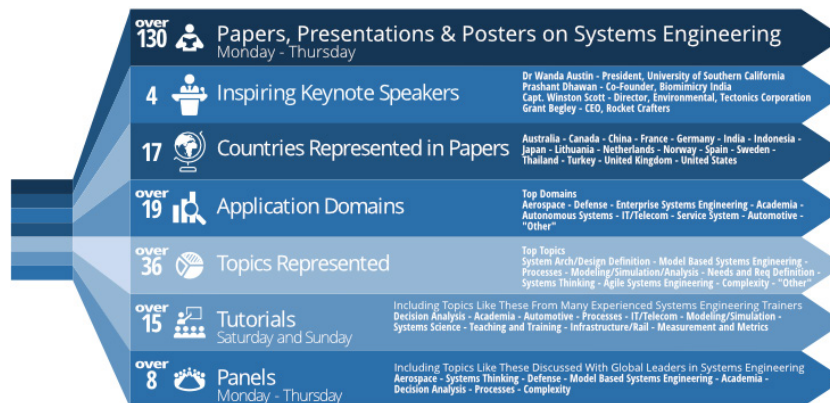 over
130
Papers, Presentations & Posters on Systems Engineering
Monday - Thursday
4
Inspiring Keynote Speakers
Dr Wanda Austin - President, University of Southern California
Prashant Dhawan - Co-Founder, Biomimicry India
Capt. Winston Scott - Director, Environmental, Tectonics Corporation
Grant Begley - CEO, Rocket Crafters
17
Countries Represented in Papers
Australia - Canada - China - France - Germany - India - Indonesia -
Japan - Lithuania - Netherlands - Norway - Spain - Sweden -
Thailand - Turkey - United Kingdom - United States
over
19
Application Domains
Top Domains
Aerospace - Defense - Enterprise Systems Engineering - Academia -
Autonomous Systems - IT/Telecom - Service System - Automotive -
"Other"
over
36
Topics Represented
Top Topics
System Arch/Design Definition - Model Based Systems Engineering -
Processes - Modeling/Simulation/Analysis - Needs and Req Definition -
Systems Thinking - Agile Systems Engineering - Complexity - "Other"
over
15
Tutorials
Saturday and Sunday
Including Topics Like These From Many Experienced Systems Engineering Trainers
Decision Analysis - Academia - Automotive - Processes - IT/Telecom - Modeling/Simulation -
Systems Science - Teaching and Training - Infrastructure/Rail - Measurement and Metrics
over
8
Panels
Monday - Thursday
Including Topics Like These Discussed With Global Leaders in Systems Engineering
Aerospace - Systems Thinking - Defense - Model Based Systems Engineering - Academia -
Decision Analysis - Processes - Complexity